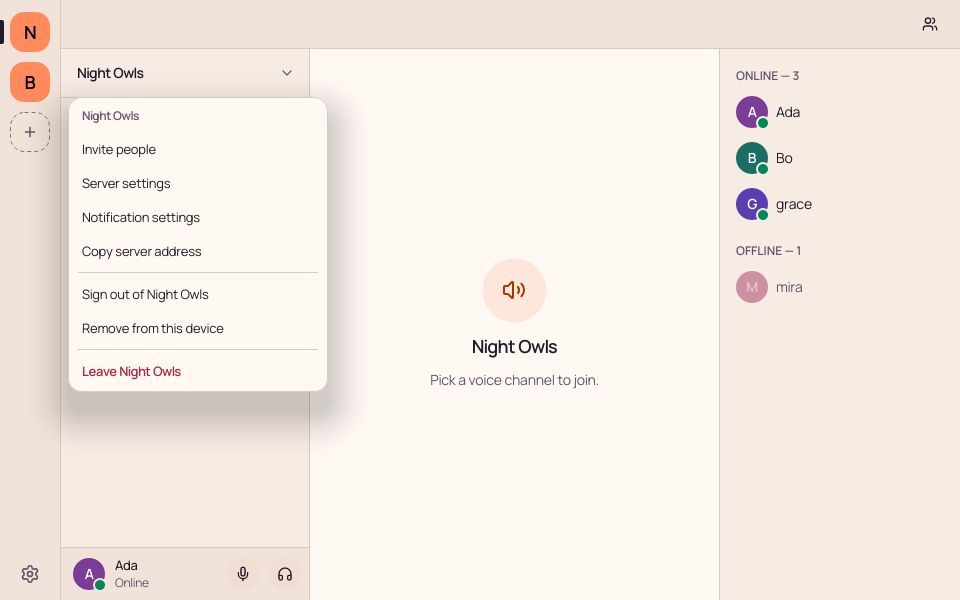 N
B
Night Owls
Night Owls
Invite people
Server settings
Notification settings
Copy server address
Sign out of Night Owls
Remove from this device
Leave Night Owls
A
Ada
Online
Night Owls
Pick a voice channel to join.
ONLINE — 3
A
Ada
B
Bo
G
grace
OFFLINE — 1
M
mira